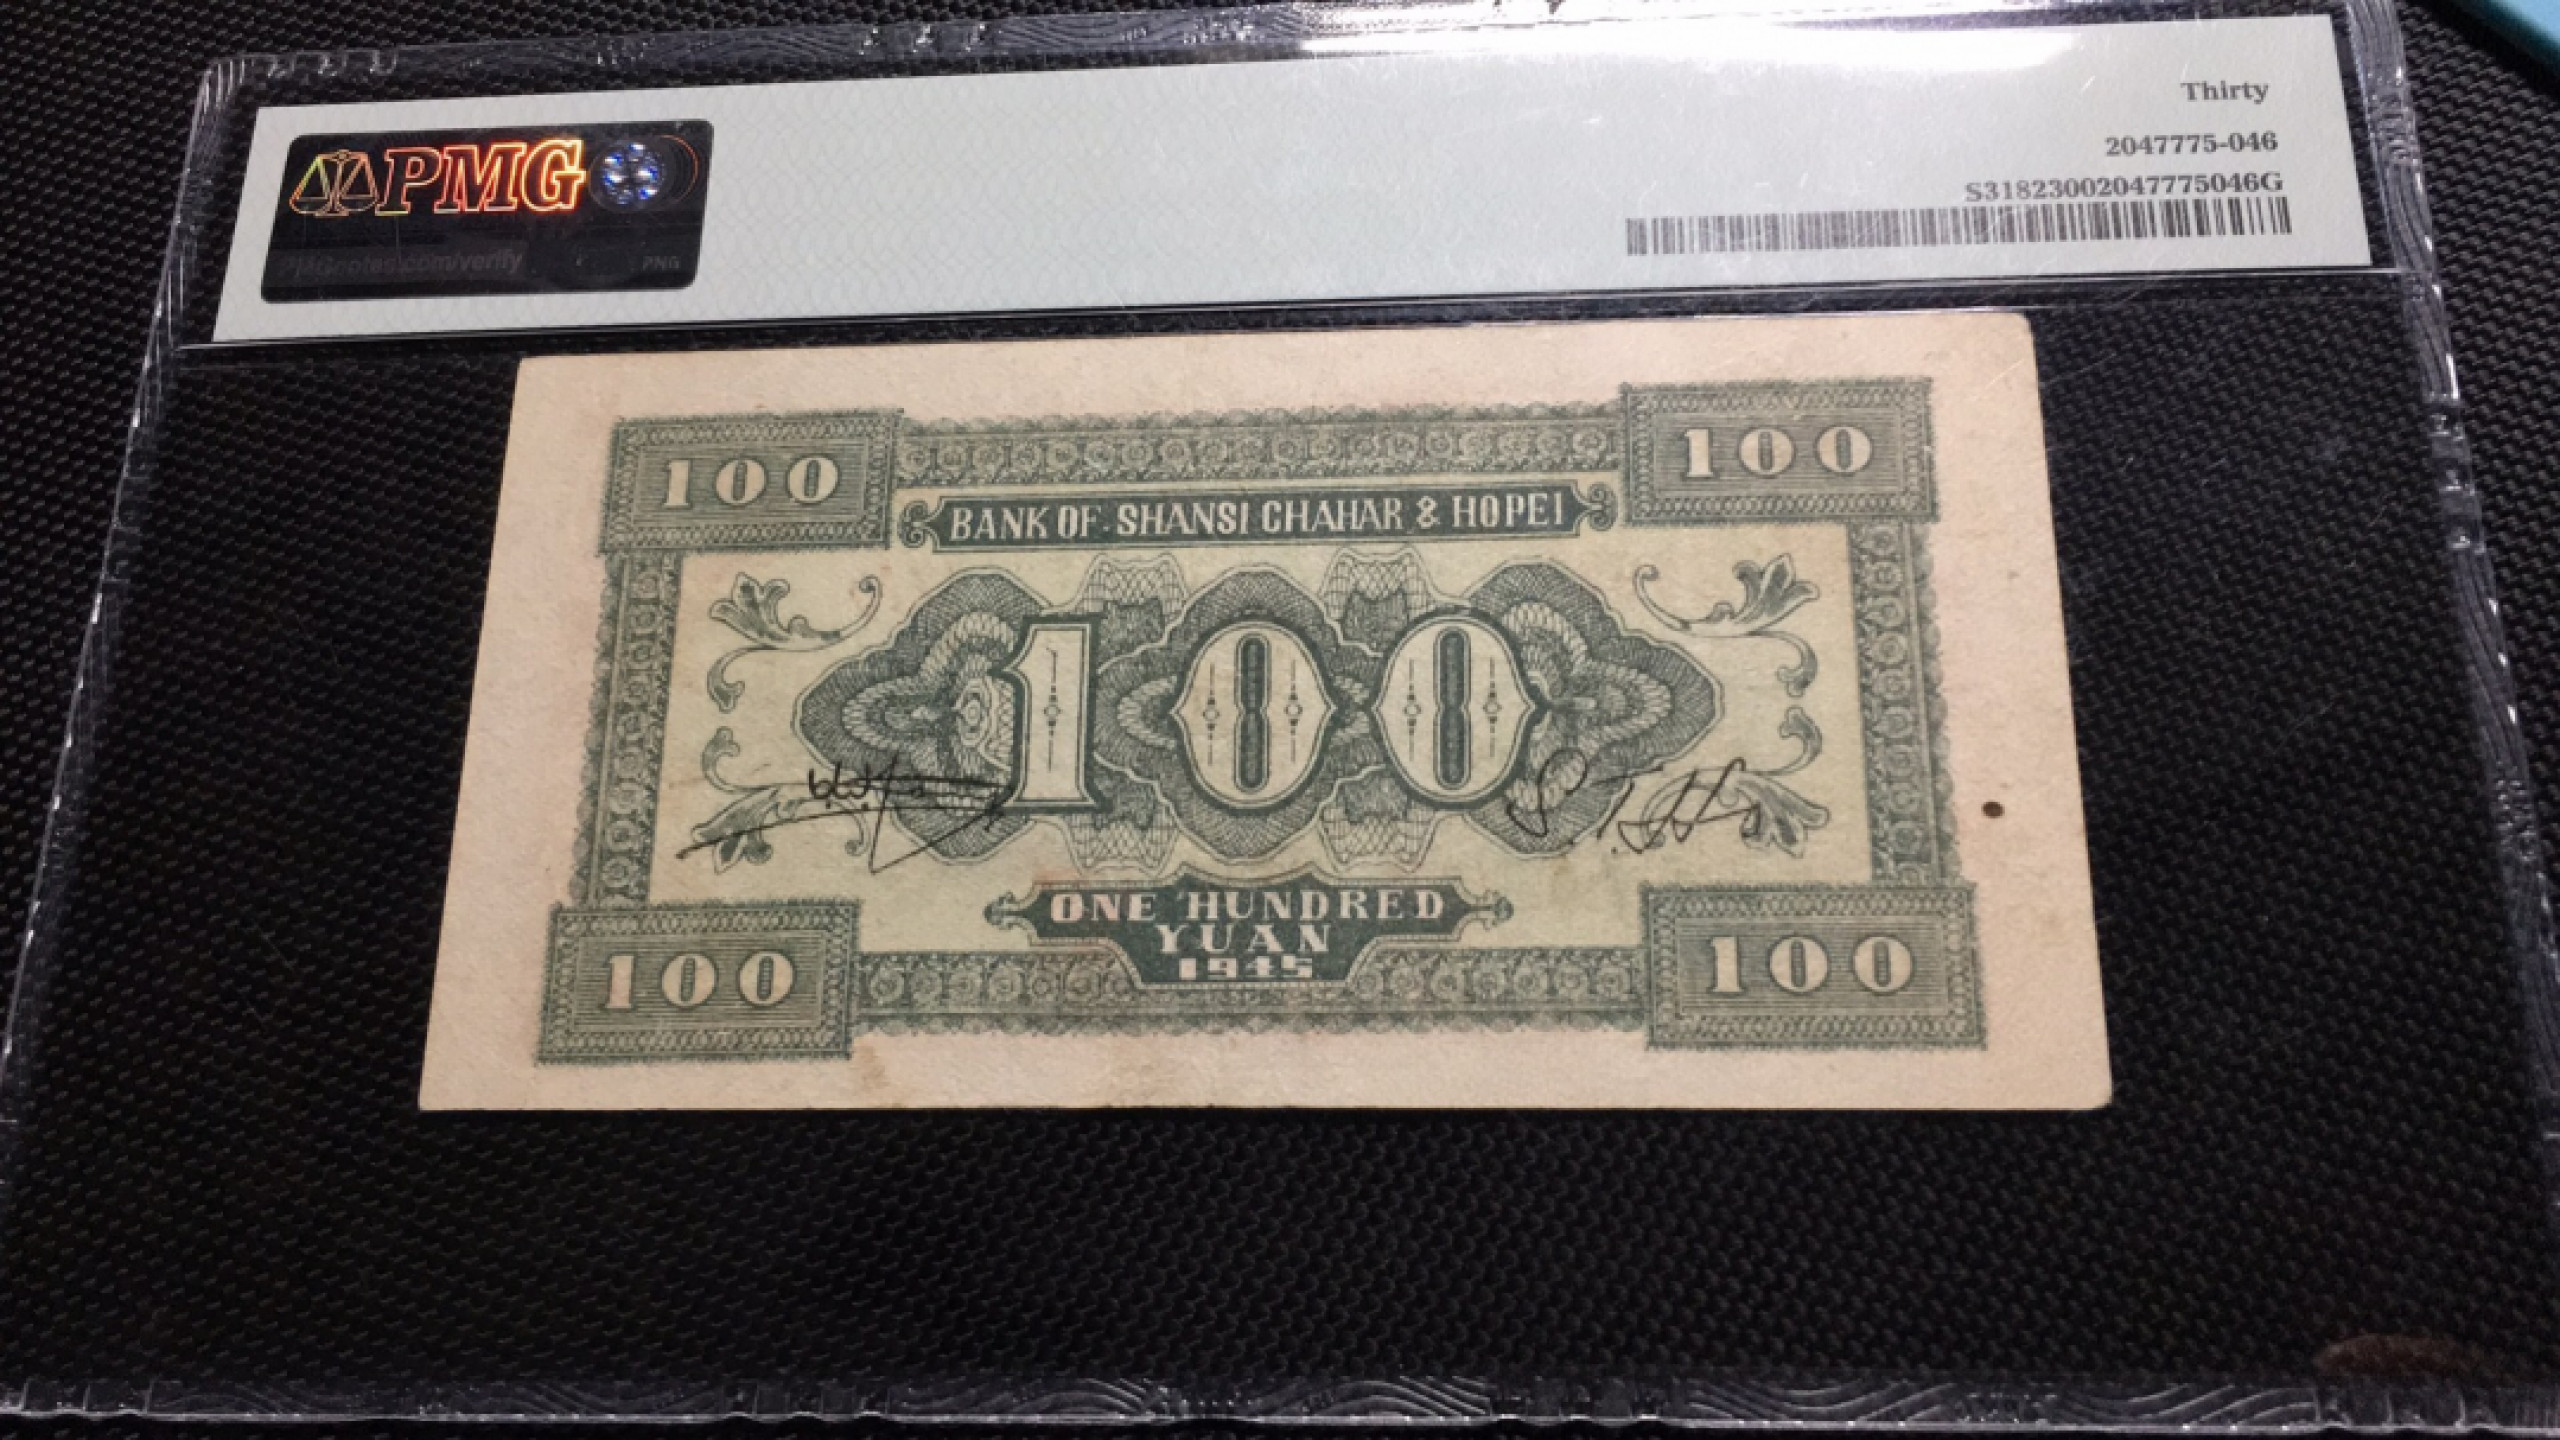 Thirty
PMG
2047775-046
S31823002047775046G
PMGnotes.com/verify
PMG
100
100
BANK OF SHANSI CHAHAR & HOPEI
100
ONE HUNDRED
YUAN
1945
100
100